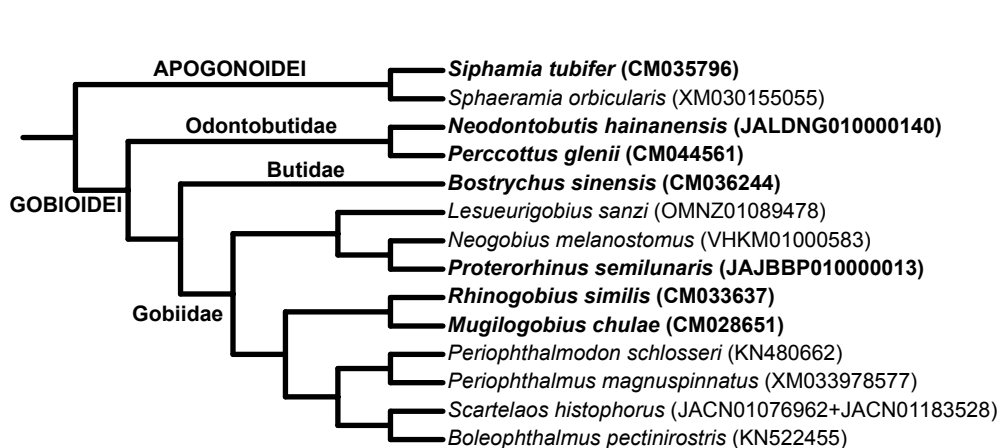 APOGONOIDEI
Siphamia tubifer (CM035796)
Sphaeramia orbicularis (XM030155055)
Odontobutidae
Neodontobutis hainanensis (JALDNG010000140)
Perccottus glenii (CM044561)
Butidae
Bostrychus sinensis (CM036244)
GOBIOIDEI
Lesueurigobius sanzi (OMNZ01089478)
Neogobius melanostomus (VHKM01000583)
Proterorhinus semilunaris (JAJBBP010000013)
Rhinogobius similis (CM033637)
Gobiidae
Mugilogobius chulae (CM028651)
Periophthalmodon schlosseri (KN480662)
Periophthalmus magnuspinnatus (XM033978577)
Scartelaos histophorus (JACN01076962+JACN01183528)
Boleophthalmus pectinirostris (KN522455)